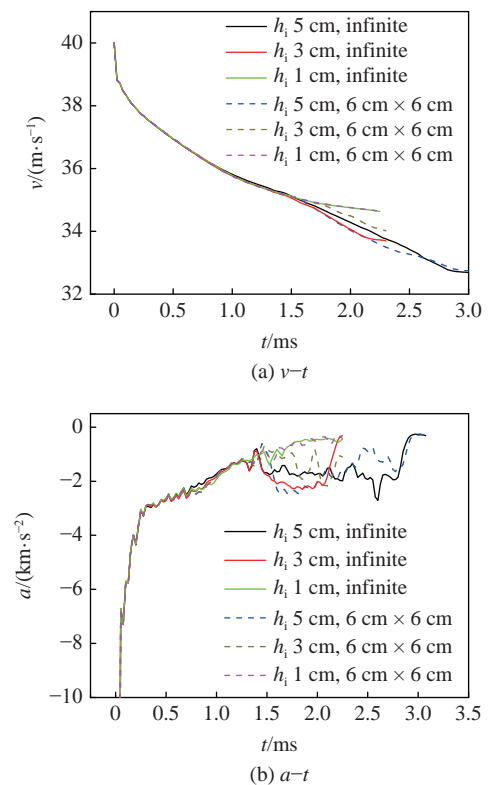 40
38
36
34
32
v/(m·s⁻¹)
hᵢ 5 cm, infinite
hᵢ 3 cm, infinite
hᵢ 1 cm, infinite
hᵢ 5 cm, 6 cm × 6 cm
hᵢ 3 cm, 6 cm × 6 cm
hᵢ 1 cm, 6 cm × 6 cm
0 0.5 1.0 1.5 2.0 2.5 3.0
t/ms
(a) v−t
0
−2
−4
−6
−8
−10
a/(km·s⁻²)
hᵢ 5 cm, infinite
hᵢ 3 cm, infinite
hᵢ 1 cm, infinite
hᵢ 5 cm, 6 cm × 6 cm
hᵢ 3 cm, 6 cm × 6 cm
hᵢ 1 cm, 6 cm × 6 cm
0 0.5 1.0 1.5 2.0 2.5 3.0 3.5
t/ms
(b) a−t